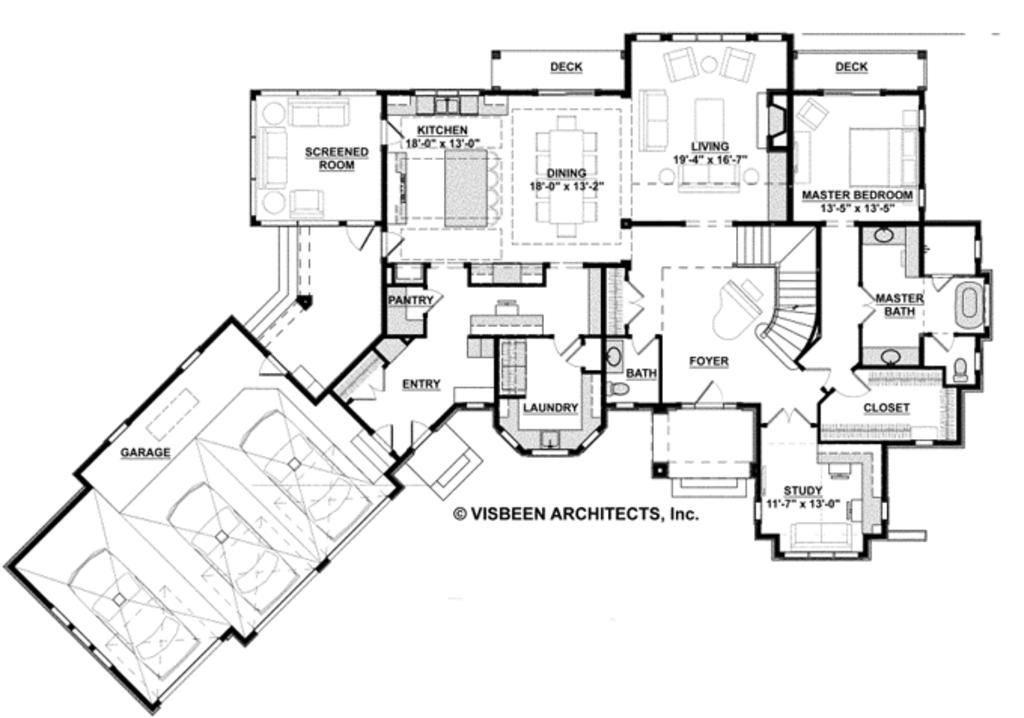 DECK
DECK
KITCHEN
18'-0" x 13'-0"
SCREENED
ROOM
DINING
18'-0" x 13'-2"
LIVING
19'-4" x 16'-7"
MASTER BEDROOM
13'-5" x 13'-5"
PANTRY
MASTER
BATH
FOYER
BATH
ENTRY
LAUNDRY
CLOSET
GARAGE
STUDY
11'-7" x 13'-0"
© VISBEEN ARCHITECTS, Inc.